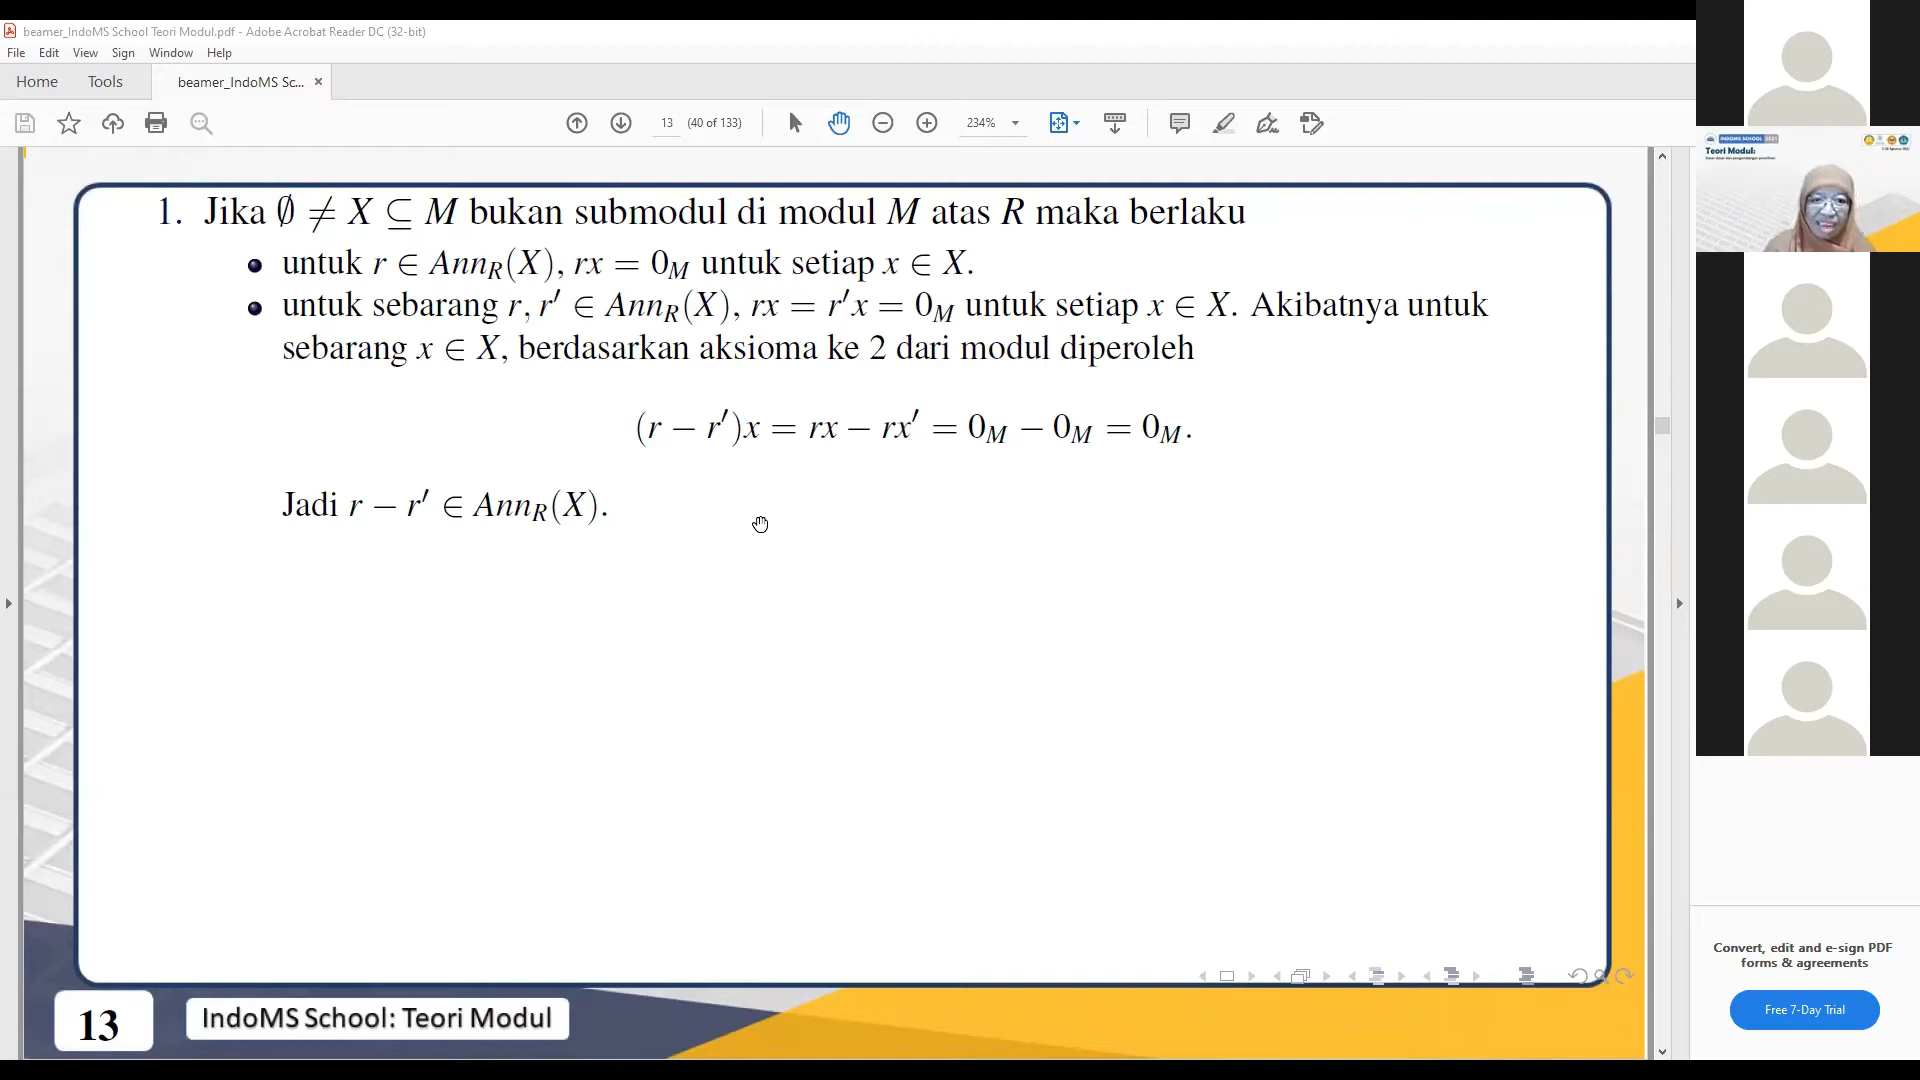 beamer_IndoMS School Teori Modul.pdf - Adobe Acrobat Reader DC (32-bit)
File Edit View Sign Window Help
Home Tools beamer_IndoMS Sc... ×
13 (40 of 133) 234%
1. Jika ∅ ≠ X ⊆ M bukan submodul di modul M atas R maka berlaku
• untuk r ∈ Ann_R(X), rx = 0_M untuk setiap x ∈ X.
• untuk sebarang r, r′ ∈ Ann_R(X), rx = r′x = 0_M untuk setiap x ∈ X. Akibatnya untuk
sebarang x ∈ X, berdasarkan aksioma ke 2 dari modul diperoleh
(r − r′)x = rx − rx′ = 0_M − 0_M = 0_M.
Jadi r − r′ ∈ Ann_R(X).
13 IndoMS School: Teori Modul
INDOMS SCHOOL
Teori Modul:
Convert, edit and e-sign PDF
forms & agreements
Free 7-Day Trial